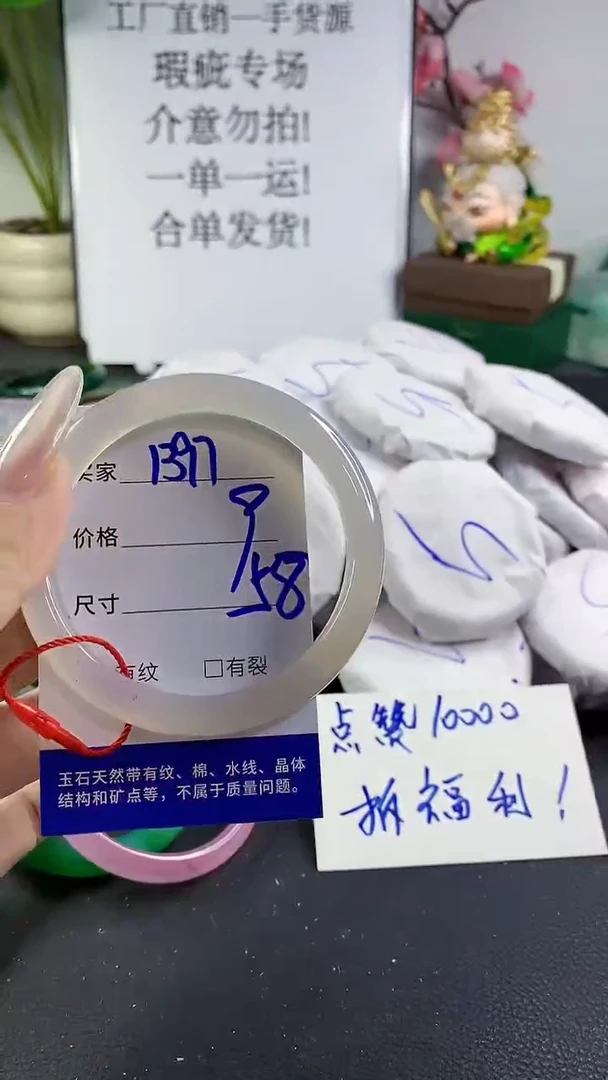 工厂直销一手货源
瑕疵专场
介意勿拍!
一单一运!
合单发货!
买家 1397
价格 9
尺寸 58
有纹 □有裂
玉石天然带有纹、棉、水线、晶体
结构和矿点等，不属于质量问题。
点赞10000
拆福利！